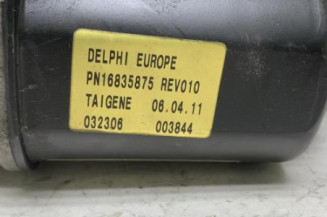 DELPHI EUROPE
PN16835875 REV010
TAIGENE 06.04.11
032306 003844